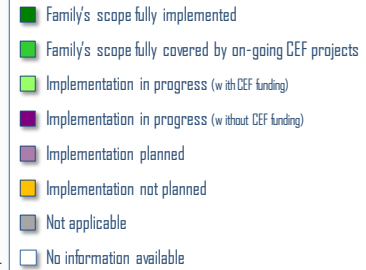 Family's scope fully implemented
Family's scope fully covered by on-going CEF projects
Implementation in progress (with CEF funding)
Implementation in progress (without CEF funding)
Implementation planned
Implementation not planned
Not applicable
No information available